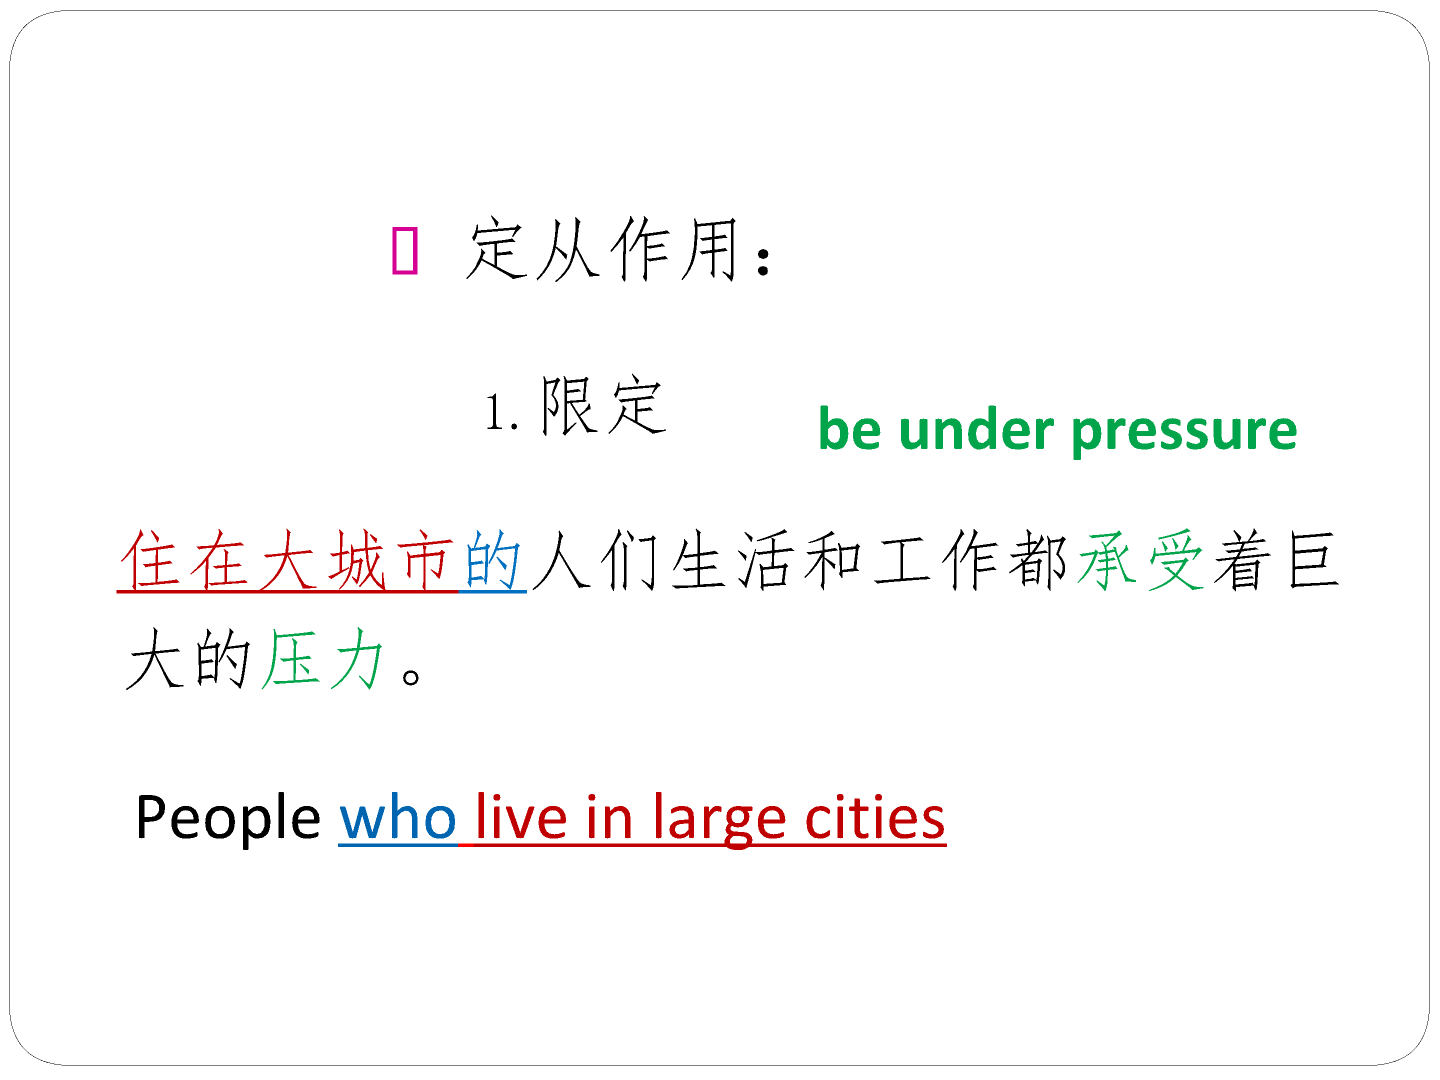 定从作用：
1.限定
be under pressure
住在大城市的人们生活和工作都承受着巨
大的压力。
People who live in large cities